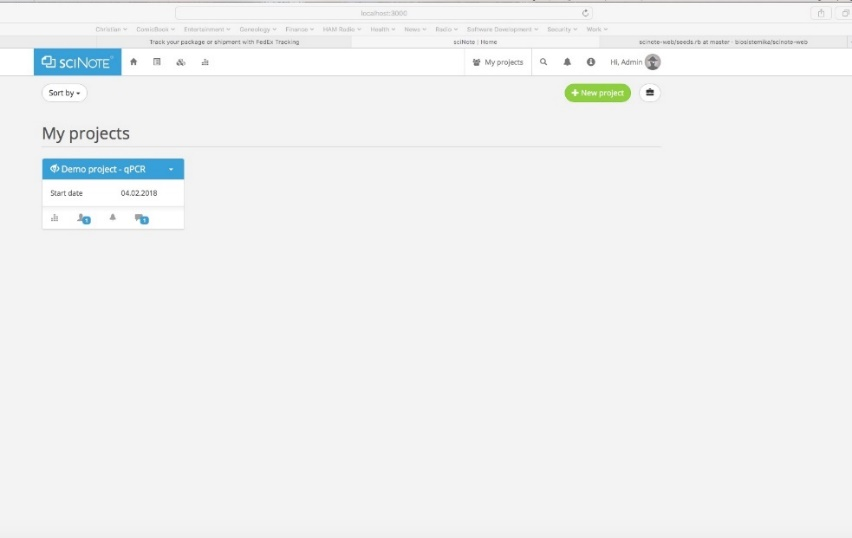 localhost:3000
Christian Comicbook Entertainment Genealogy Finance HAM Radio Health News Radio Software Development Security Work
Track your package or shipment with FedEx Tracking
sciNote | Home
scinote-web/seeds.rb at master · biosistemika/scinote-web
SCINOTE
My projects
Hi, Admin
Sort by
+ New project
My projects
Demo project - qPCR
Start date 04.02.2018
1 1